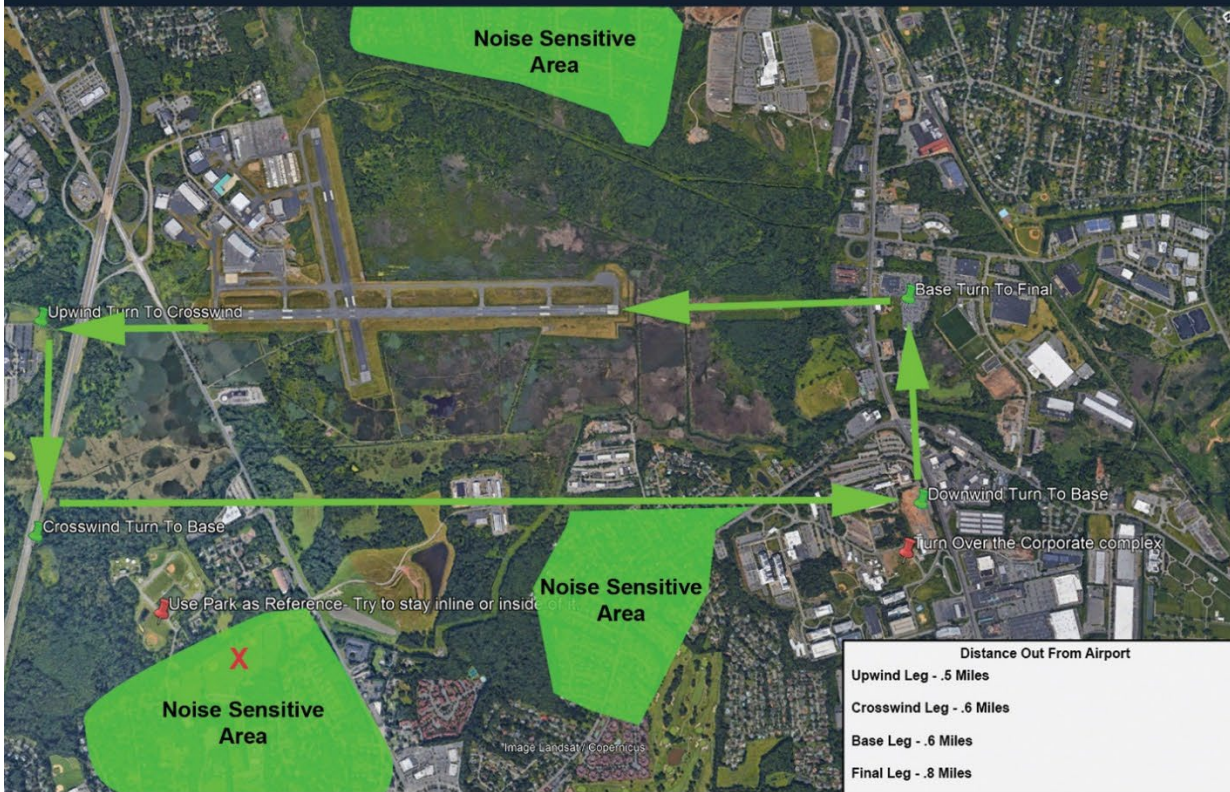 Noise Sensitive
Area
Base Turn To Final
Upwind Turn To Crosswind
Downwind Turn To Base
Crosswind Turn To Base
Turn Over the Corporate complex
Use Park as Reference- Try to stay inline or inside of it
Noise Sensitive
Area
X
Noise Sensitive
Area
Image Landsat / Copernicus
Distance Out From Airport
Upwind Leg - .5 Miles
Crosswind Leg - .6 Miles
Base Leg - .6 Miles
Final Leg - .8 Miles